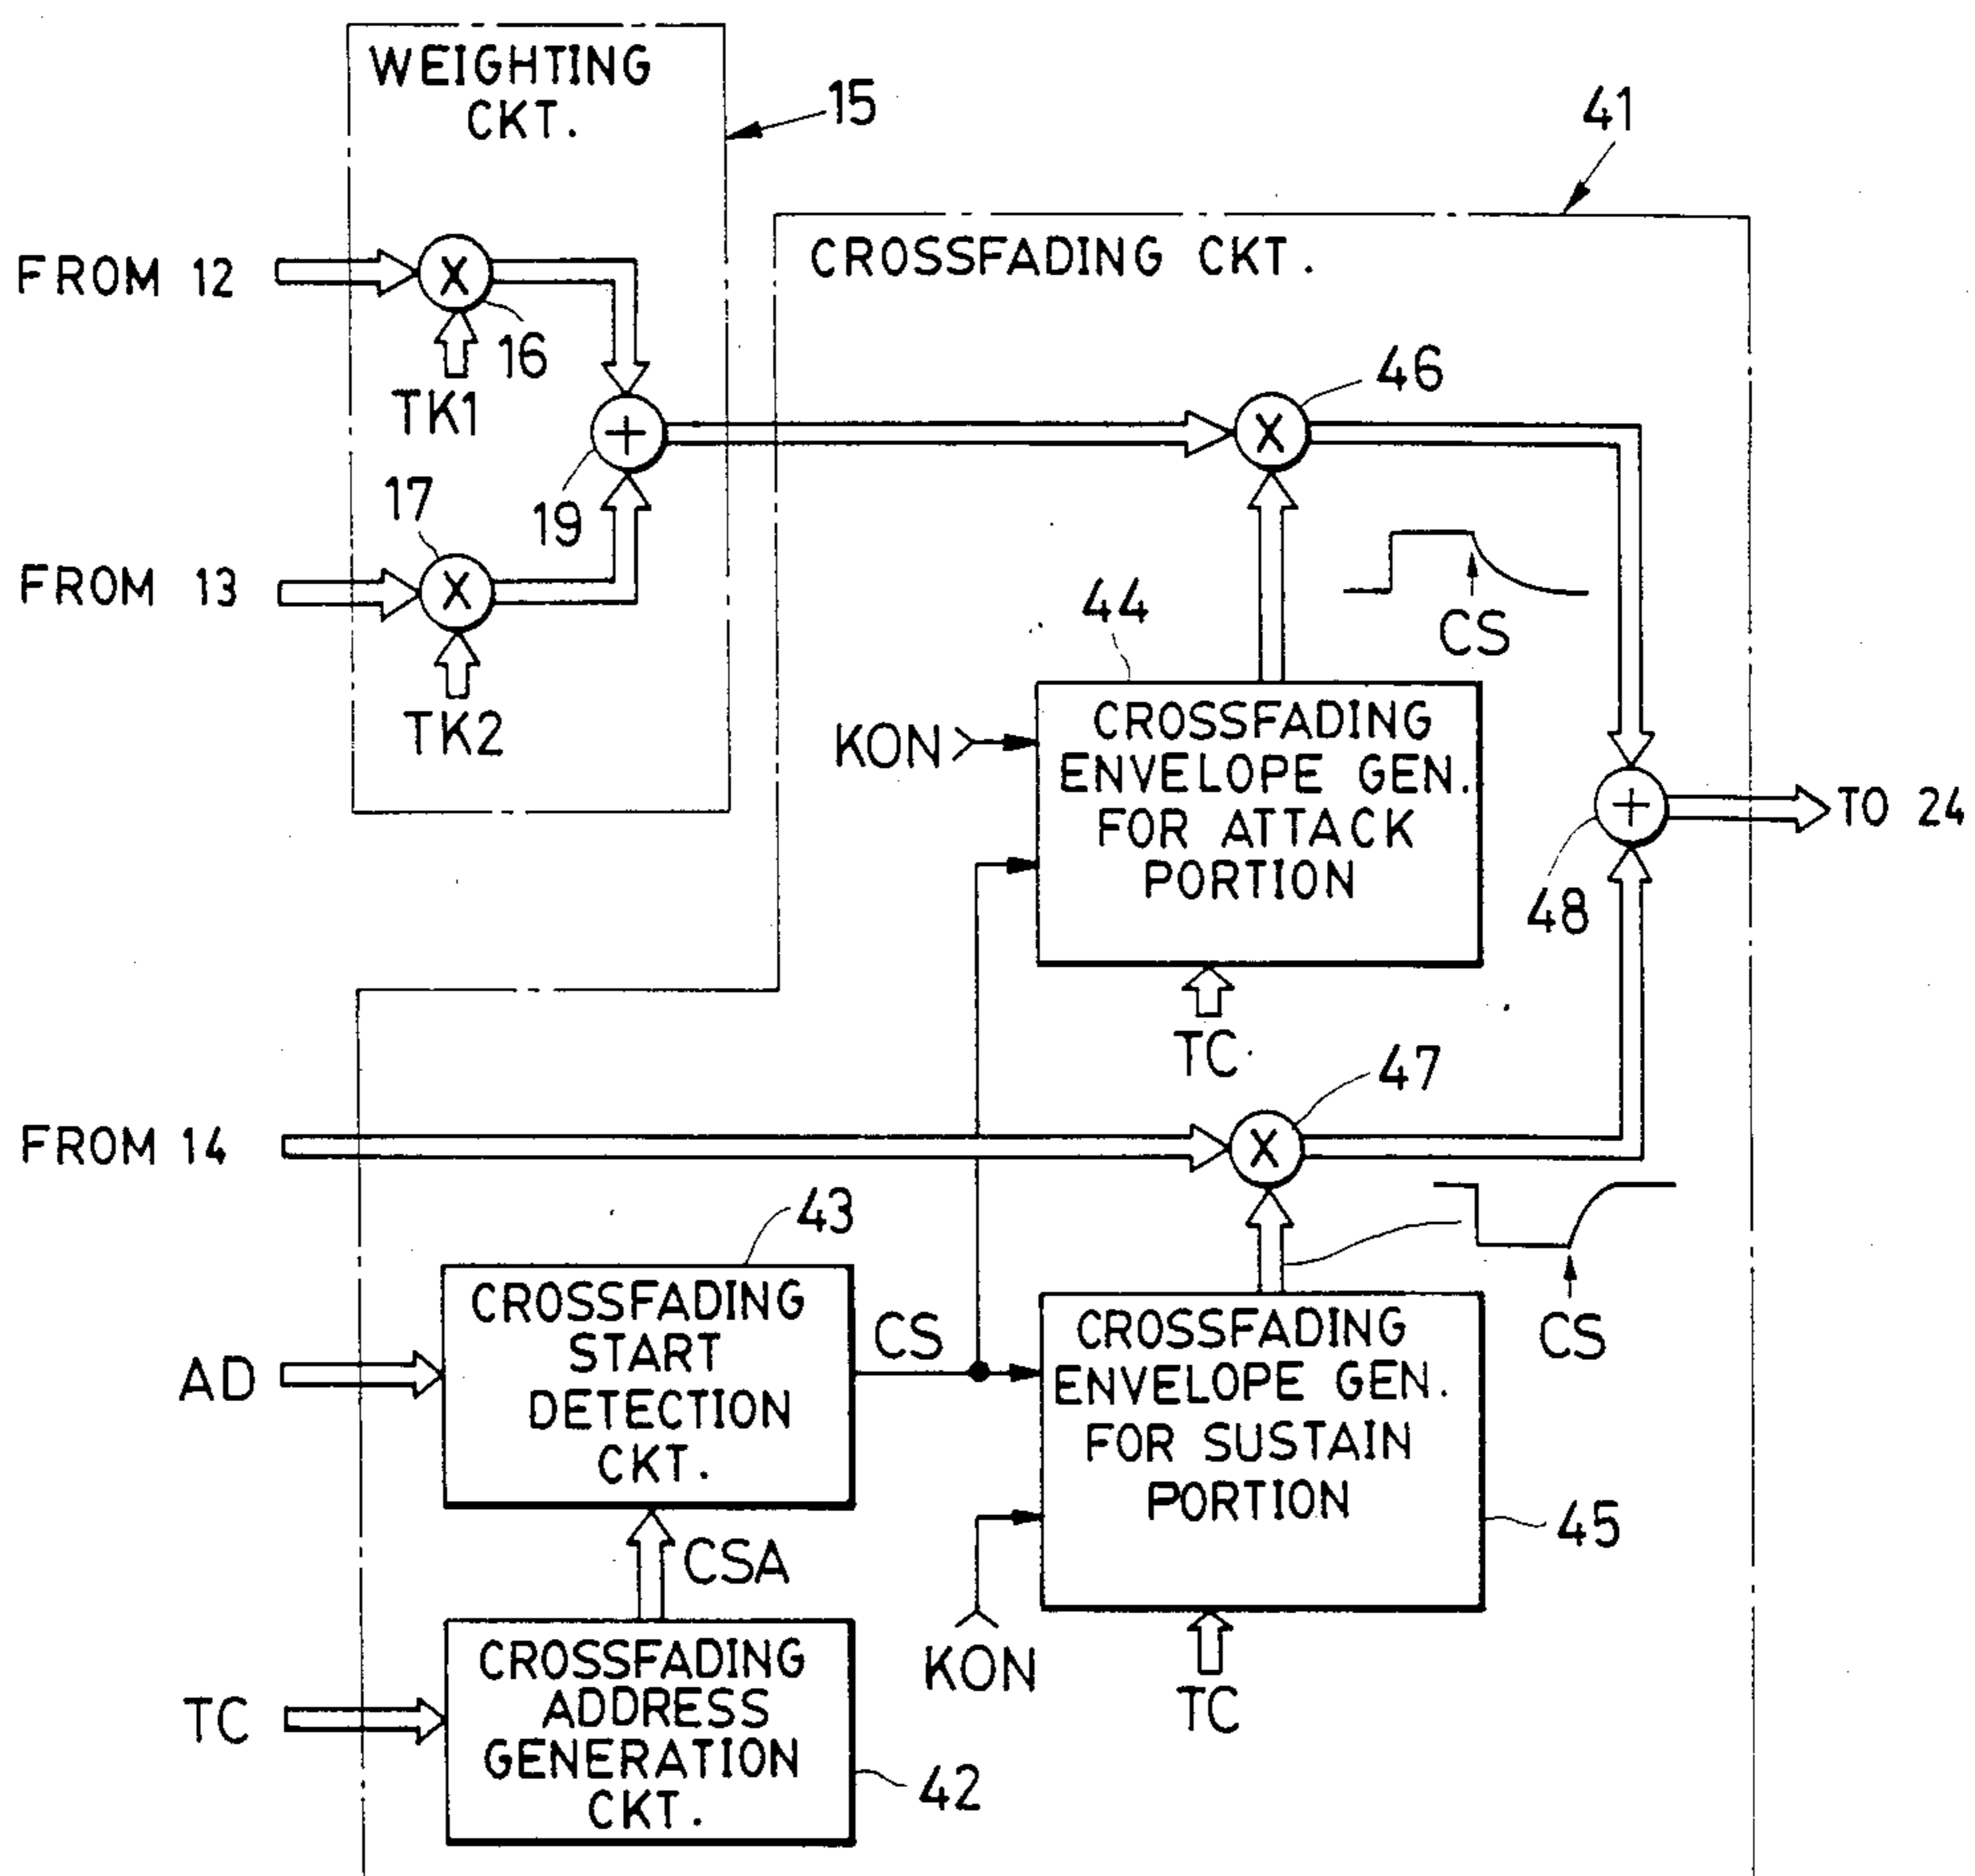 WEIGHTING
CKT.
15
41
CROSSFADING CKT.
FROM 12
X
16
TK1
46
+
X
17
19
FROM 13
X
TK2
CS
44
KON
CROSSFADING
ENVELOPE GEN.
FOR ATTACK
PORTION
+
TO 24
48
TC
47
FROM 14
X
43
CROSSFADING
START
DETECTION
CKT.
AD
CS
CROSSFADING
ENVELOPE GEN.
FOR SUSTAIN
PORTION
CS
45
CSA
KON
TC
TC
CROSSFADING
ADDRESS
GENERATION
CKT.
42